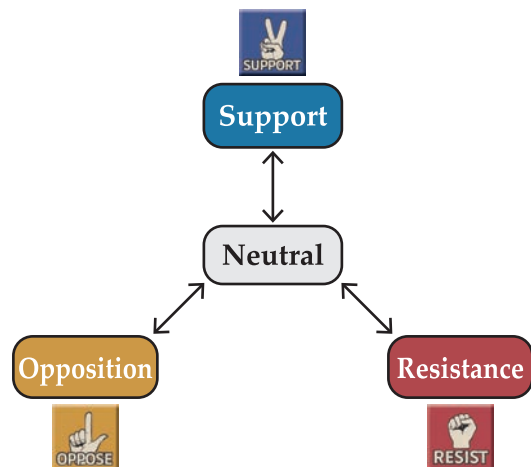 SUPPORT
Support
Neutral
Opposition
Resistance
OPPOSE
RESIST